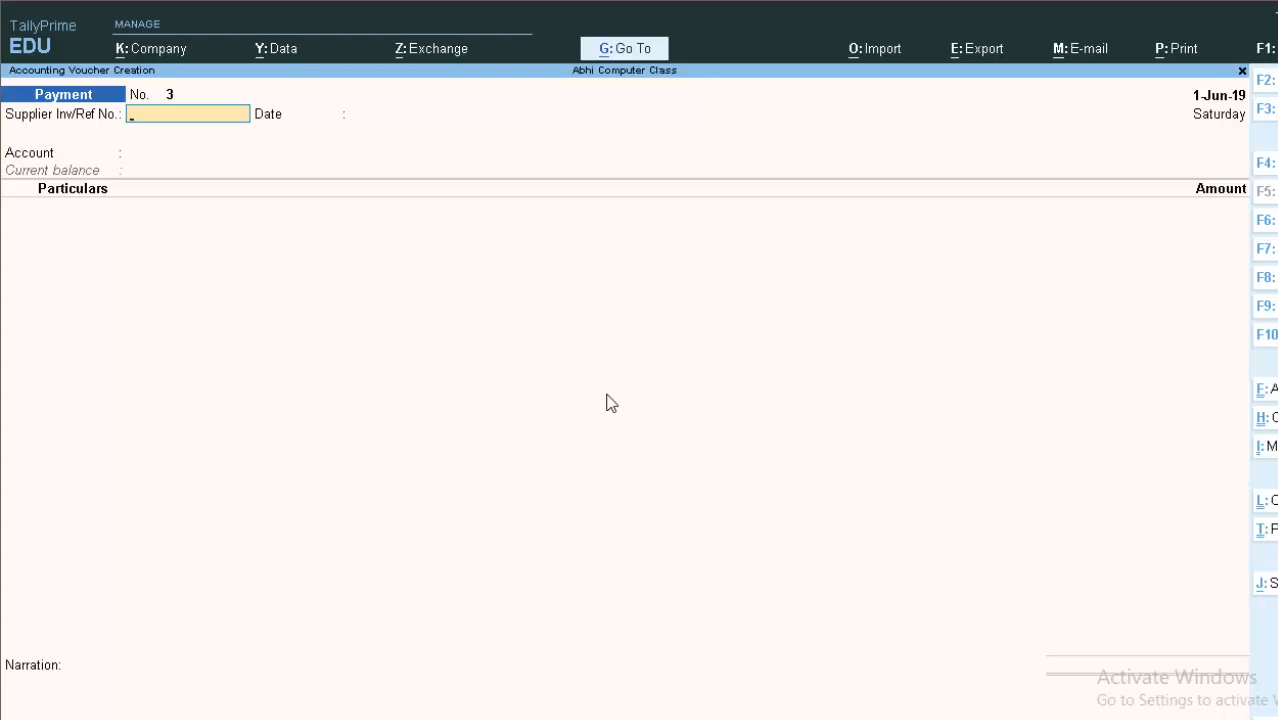 TallyPrime
EDU
MANAGE
K: Company
Y: Data
Z: Exchange
G: Go To
O: Import
E: Export
M: E-mail
P: Print
F1:
Accounting Voucher Creation
Abhi Computer Class
x
Payment No. 3
1-Jun-19
Supplier Inv/Ref No.:
Date :
Saturday
Account :
Current balance :
Particulars
Amount
F2:
F3:
F4:
F5:
F6:
F7:
F8:
F9:
F10
F: A
H: C
I: M
L: O
T: P
J: S
Narration:
Activate Windows
Go to Settings to activate